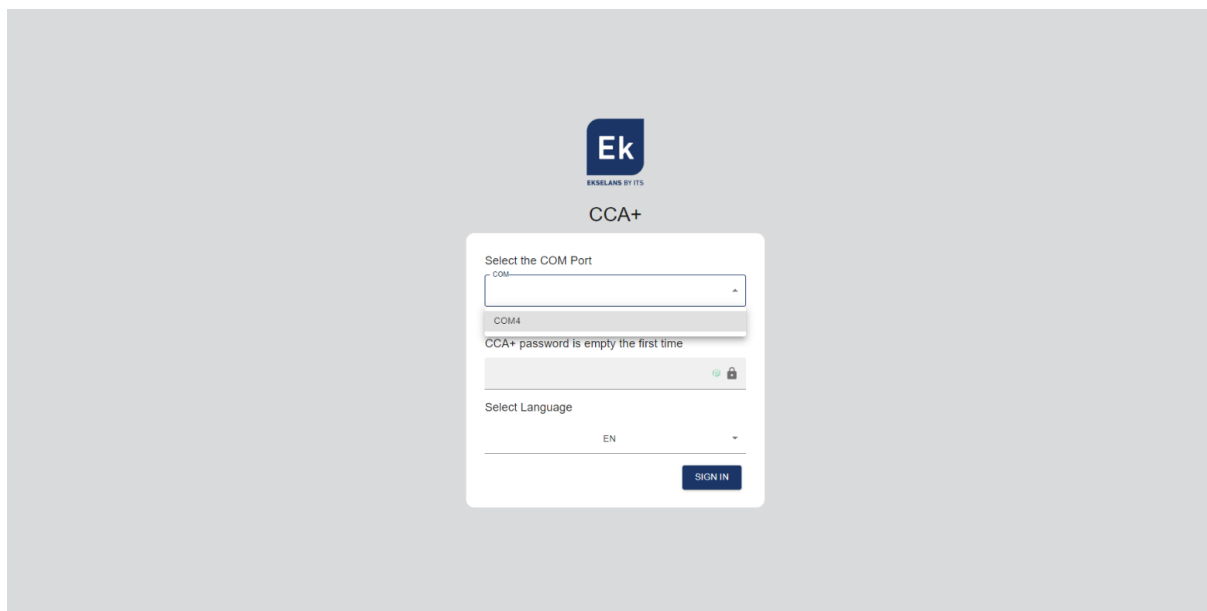 Ek
EKSELANS BY ITS
CCA+
Select the COM Port
COM
COM4
CCA+ password is empty the first time
Select Language
EN
SIGN IN